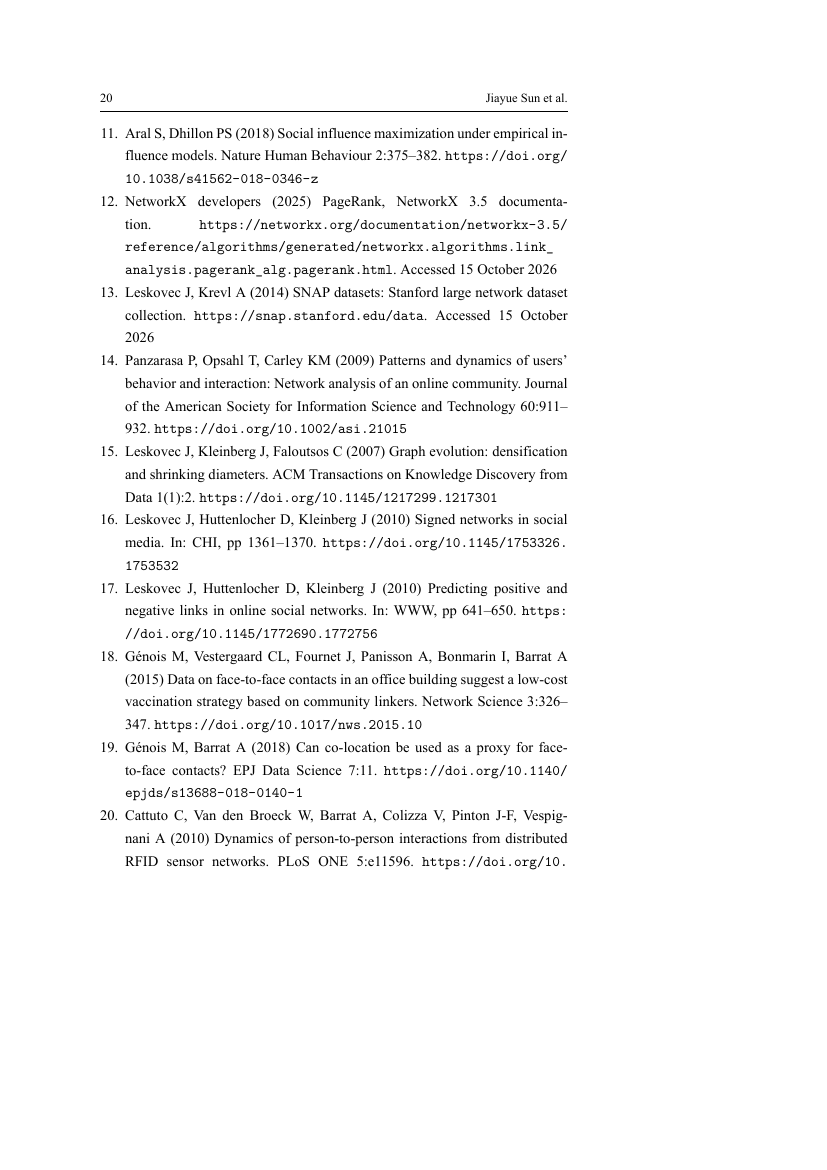 20 Jiayue Sun et al.
11. Aral S, Dhillon PS (2018) Social influence maximization under empirical in-
fluence models. Nature Human Behaviour 2:375–382. https://doi.org/
10.1038/s41562-018-0346-z
12. NetworkX developers (2025) PageRank, NetworkX 3.5 documenta-
tion. https://networkx.org/documentation/networkx-3.5/
reference/algorithms/generated/networkx.algorithms.link_
analysis.pagerank_alg.pagerank.html. Accessed 15 October 2026
13. Leskovec J, Krevl A (2014) SNAP datasets: Stanford large network dataset
collection. https://snap.stanford.edu/data. Accessed 15 October
2026
14. Panzarasa P, Opsahl T, Carley KM (2009) Patterns and dynamics of users’
behavior and interaction: Network analysis of an online community. Journal
of the American Society for Information Science and Technology 60:911–
932. https://doi.org/10.1002/asi.21015
15. Leskovec J, Kleinberg J, Faloutsos C (2007) Graph evolution: densification
and shrinking diameters. ACM Transactions on Knowledge Discovery from
Data 1(1):2. https://doi.org/10.1145/1217299.1217301
16. Leskovec J, Huttenlocher D, Kleinberg J (2010) Signed networks in social
media. In: CHI, pp 1361–1370. https://doi.org/10.1145/1753326.
1753532
17. Leskovec J, Huttenlocher D, Kleinberg J (2010) Predicting positive and
negative links in online social networks. In: WWW, pp 641–650. https:
//doi.org/10.1145/1772690.1772756
18. Génois M, Vestergaard CL, Fournet J, Panisson A, Bonmarin I, Barrat A
(2015) Data on face-to-face contacts in an office building suggest a low-cost
vaccination strategy based on community linkers. Network Science 3:326–
347. https://doi.org/10.1017/nws.2015.10
19. Génois M, Barrat A (2018) Can co-location be used as a proxy for face-
to-face contacts? EPJ Data Science 7:11. https://doi.org/10.1140/
epjds/s13688-018-0140-1
20. Cattuto C, Van den Broeck W, Barrat A, Colizza V, Pinton J-F, Vespig-
nani A (2010) Dynamics of person-to-person interactions from distributed
RFID sensor networks. PLoS ONE 5:e11596. https://doi.org/10.